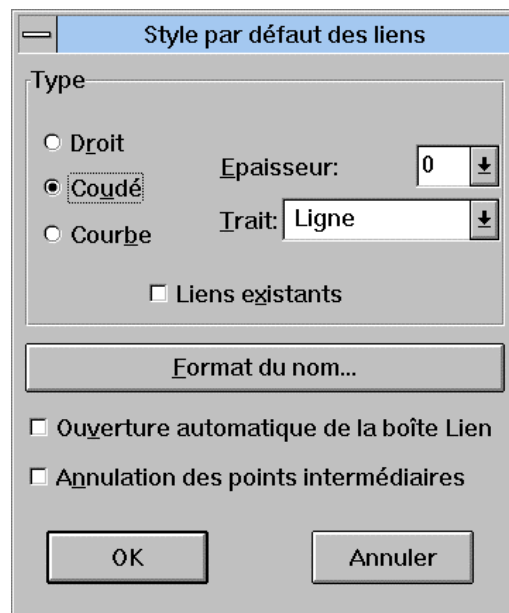 Style par défaut des liens
Type
Droit
Coudé
Courbe
Epaisseur: 0
Trait: Ligne
Liens existants
Format du nom...
Ouverture automatique de la boîte Lien
Annulation des points intermédiaires
OK
Annuler